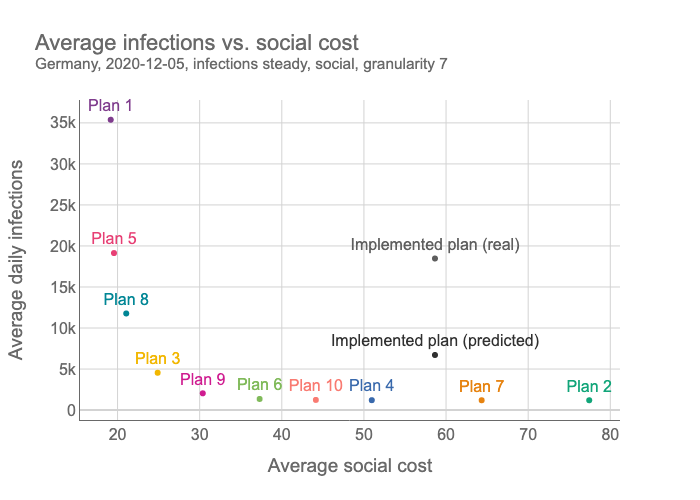 Average infections vs. social cost
Germany, 2020-12-05, infections steady, social, granularity 7
Plan 1
35k
30k
25k
Plan 5
20k
Implemented plan (real)
Plan 8
15k
10k
Implemented plan (predicted)
Plan 3
5k
Plan 9
Plan 6
Plan 10
Plan 4
Plan 7
Plan 2
0
20
30
40
50
60
70
80
Average social cost
Average daily infections